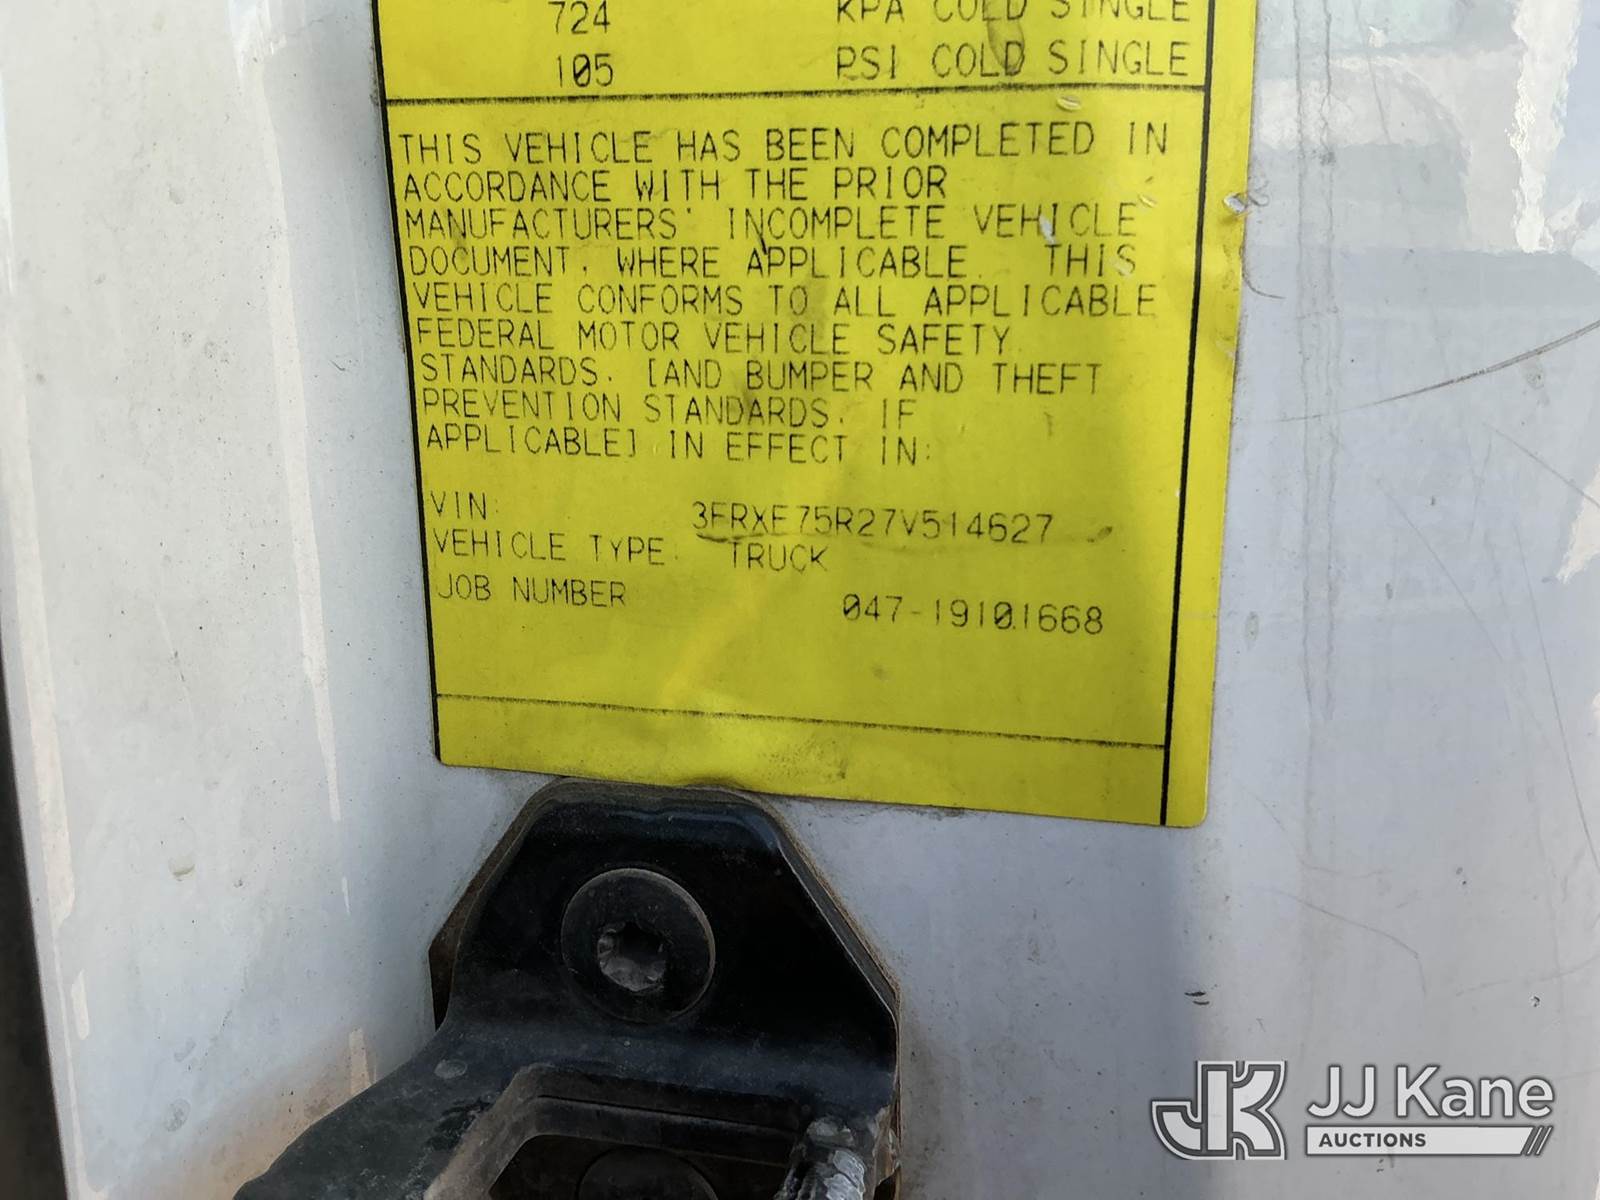 724 KPA COLD SINGLE
105 PSI COLD SINGLE
THIS VEHICLE HAS BEEN COMPLETED IN
ACCORDANCE WITH THE PRIOR
MANUFACTURERS' INCOMPLETE VEHICLE
DOCUMENT, WHERE APPLICABLE. THIS
VEHICLE CONFORMS TO ALL APPLICABLE
FEDERAL MOTOR VEHICLE SAFETY
STANDARDS, [AND BUMPER AND THEFT
PREVENTION STANDARDS, IF
APPLICABLE] IN EFFECT IN:
VIN: 3FRXE75R27V514627
VEHICLE TYPE: TRUCK
JOB NUMBER 047-19101668
JK JJ Kane
AUCTIONS